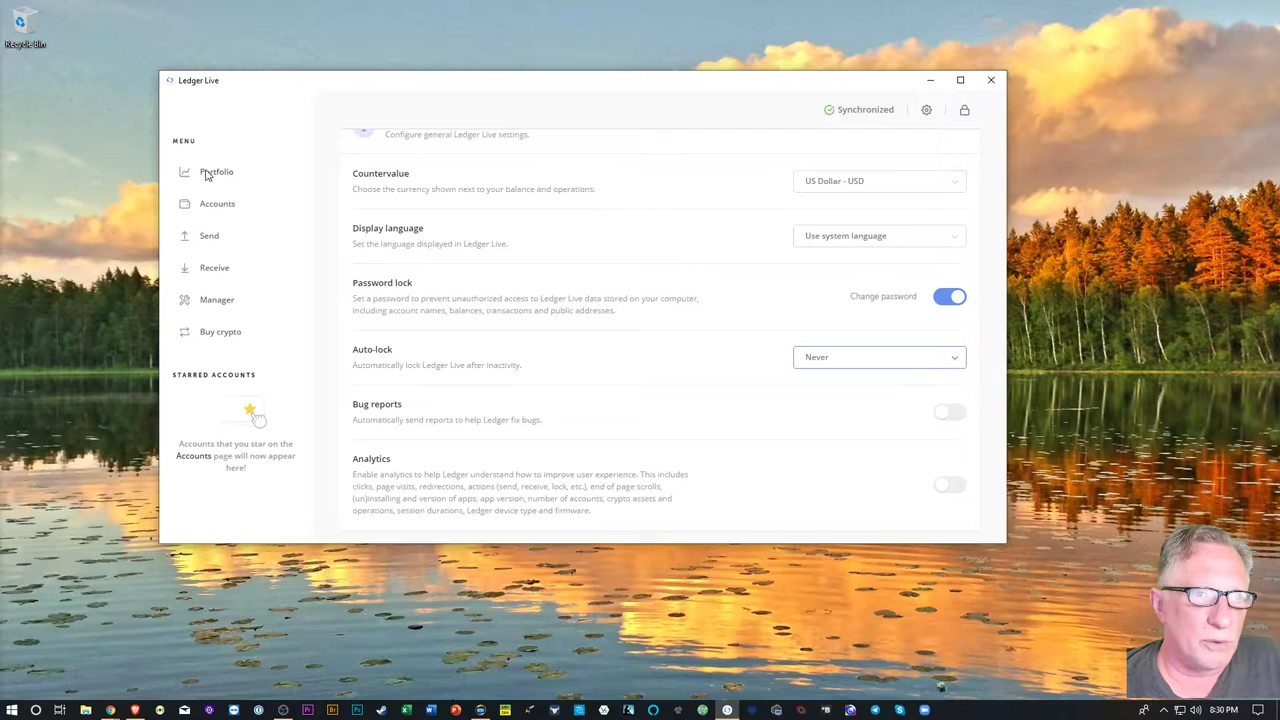 Recycle Bin
Ledger Live
Synchronized
MENU
Portfolio
Accounts
Send
Receive
Manager
Buy crypto
STARRED ACCOUNTS
Accounts that you star on the
Accounts page will now appear
here!
Configure general Ledger Live settings.
Countervalue
Choose the currency shown next to your balance and operations.
US Dollar - USD
Display language
Set the language displayed in Ledger Live.
Use system language
Password lock
Set a password to prevent unauthorized access to Ledger Live data stored on your computer,
including account names, balances, transactions and public addresses.
Change password
Auto-lock
Automatically lock Ledger Live after inactivity.
Never
Bug reports
Automatically send reports to help Ledger fix bugs.
Analytics
Enable analytics to help Ledger understand how to improve user experience. This includes
clicks, page visits, redirections, actions (send, receive, lock, etc.), end of page scrolls,
(un)installing and version of apps, app version, number of accounts, crypto assets and
operations, session durations, Ledger device type and firmware.
8:30 PM